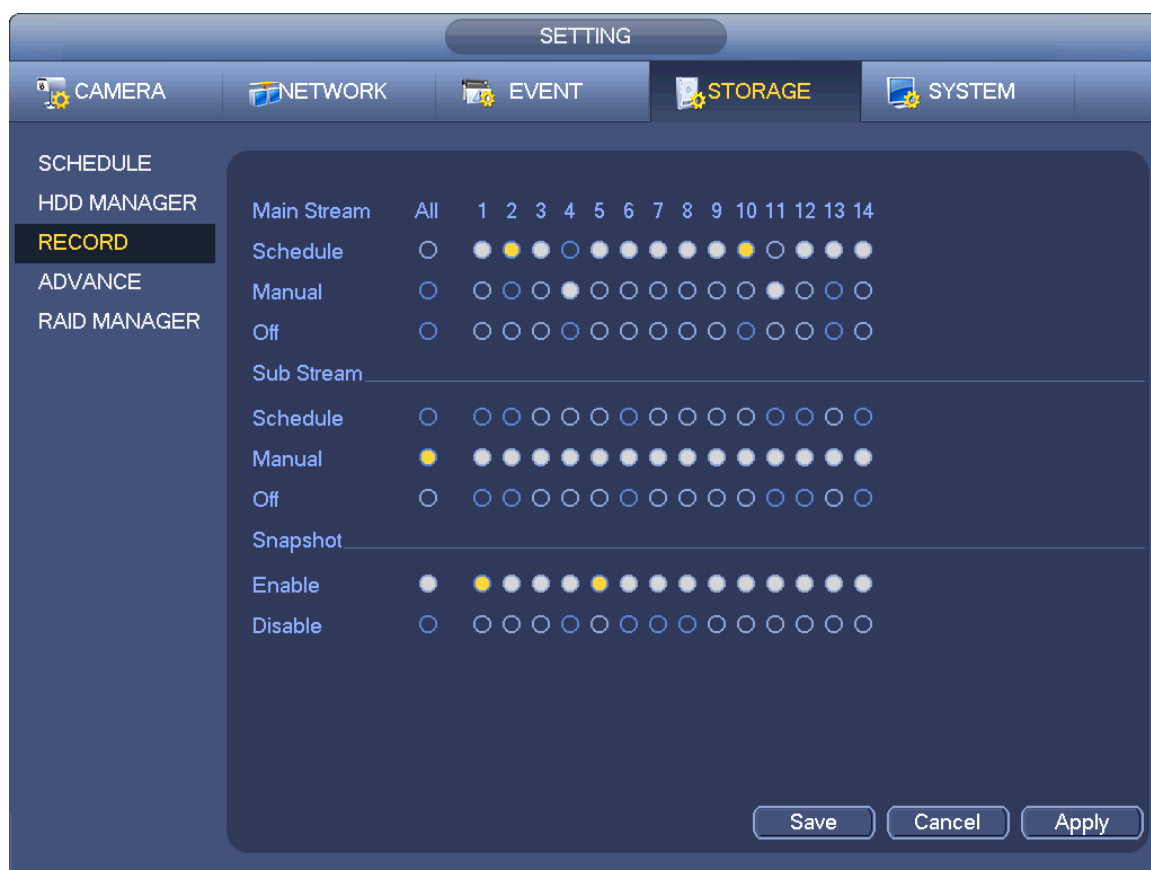 SETTING
CAMERA NETWORK EVENT STORAGE SYSTEM
SCHEDULE
HDD MANAGER
RECORD
ADVANCE
RAID MANAGER
Main Stream All 1 2 3 4 5 6 7 8 9 10 11 12 13 14
Schedule
Manual
Off
Sub Stream
Schedule
Manual
Off
Snapshot
Enable
Disable
Save Cancel Apply